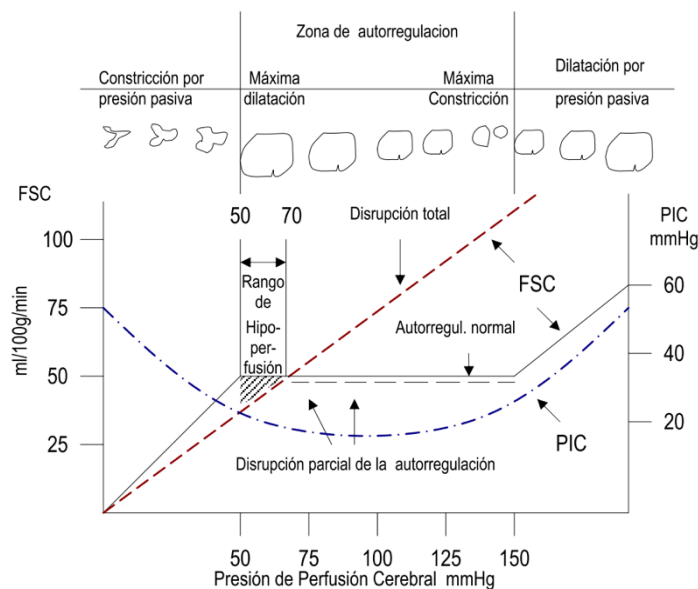 Zona de autorregulacion
Constricción por
presión pasiva
Máxima
dilatación
Máxima
Constricción
Dilatación por
presión pasiva
FSC
ml/100g/min
100
75
50
25
50 70
Rango
de
Hipo-
per-
fusión
Disrupción total
FSC
Autorregul. normal
PIC
Disrupción parcial de la autorregulación
PIC
mmHg
60
40
20
50 75 100 125 150
Presión de Perfusión Cerebral mmHg